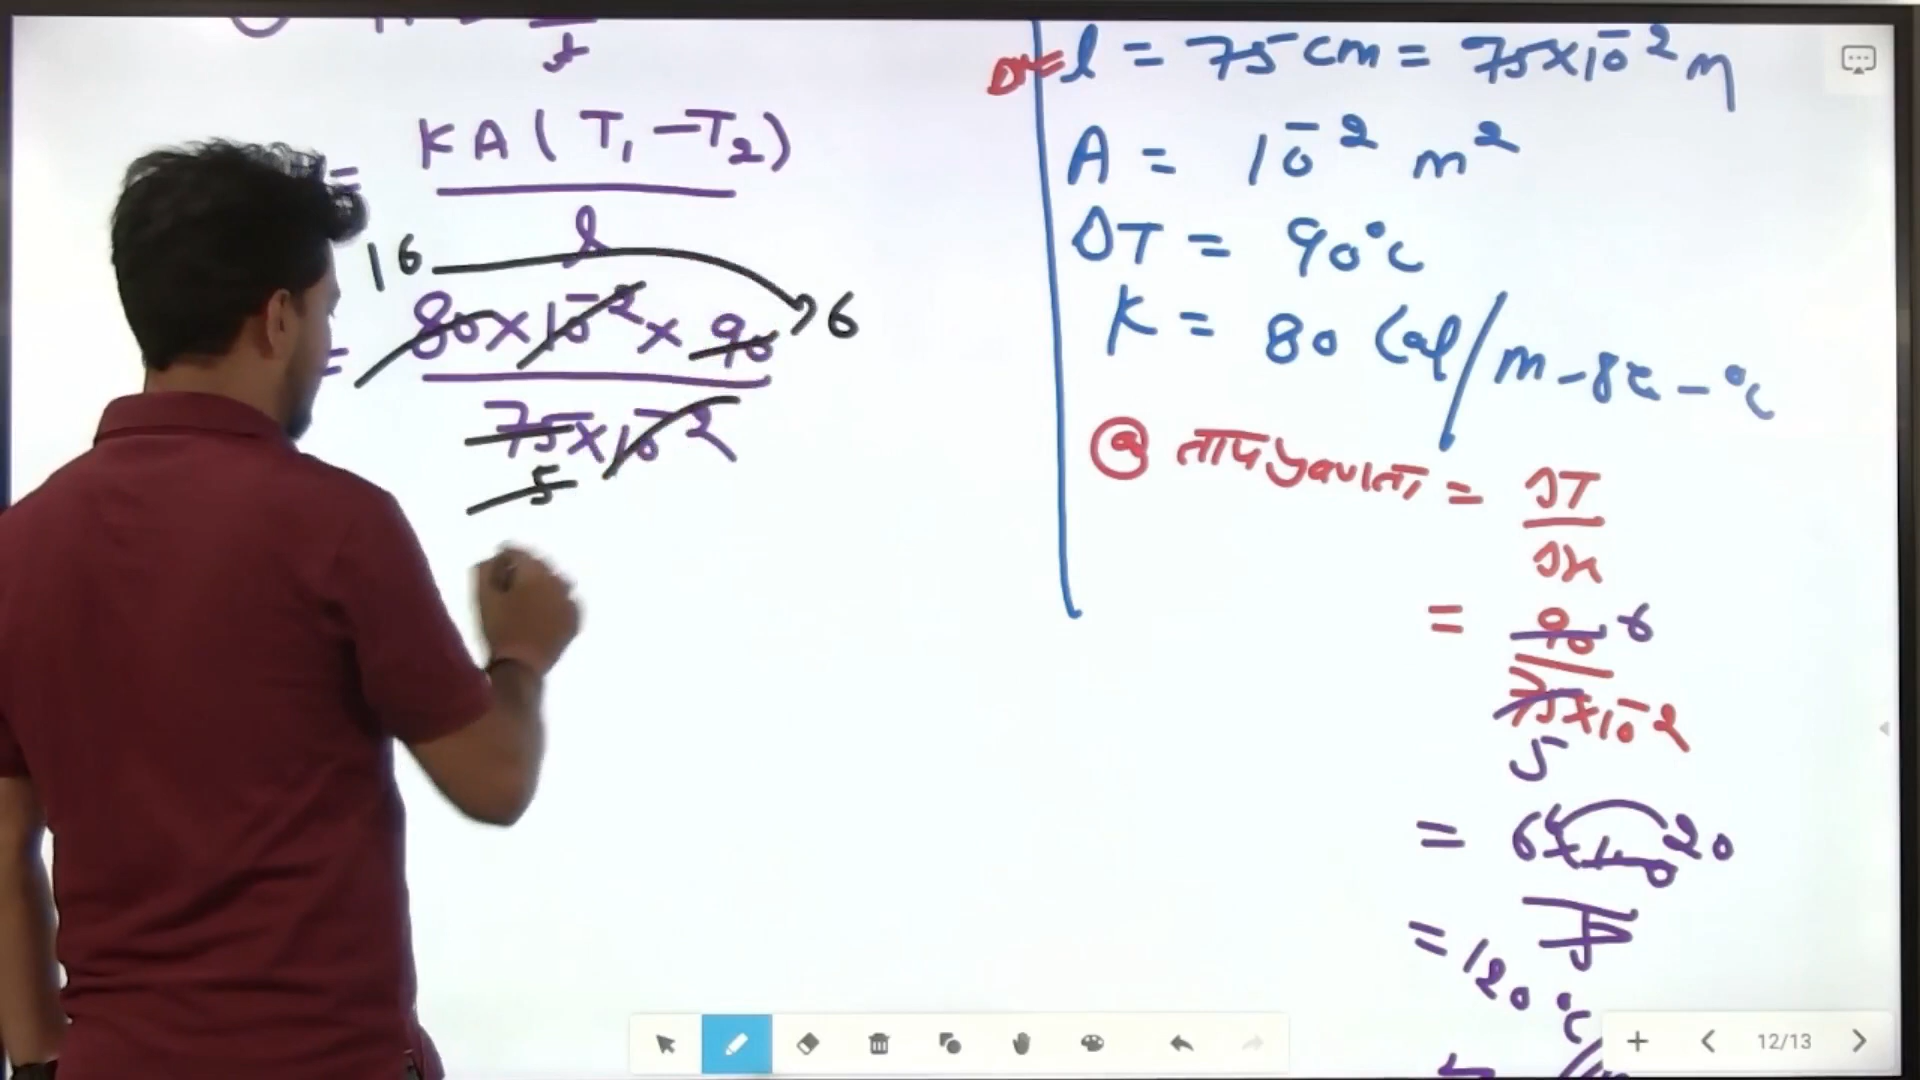 t
= KA(T₁-T₂)
l
16 6
= 80×10⁻²× 90
75×10⁻²
5
Δx=l = 75 cm = 75×10⁻² m
A = 10⁻² m²
ΔT = 90°c
K = 80 Cal/m-sec-°c
ⓐ ताप प्रवणता = ΔT
Δx
= 90 6
75×10⁻²
5
= 6×100 20
5
= 120 °c
12/13